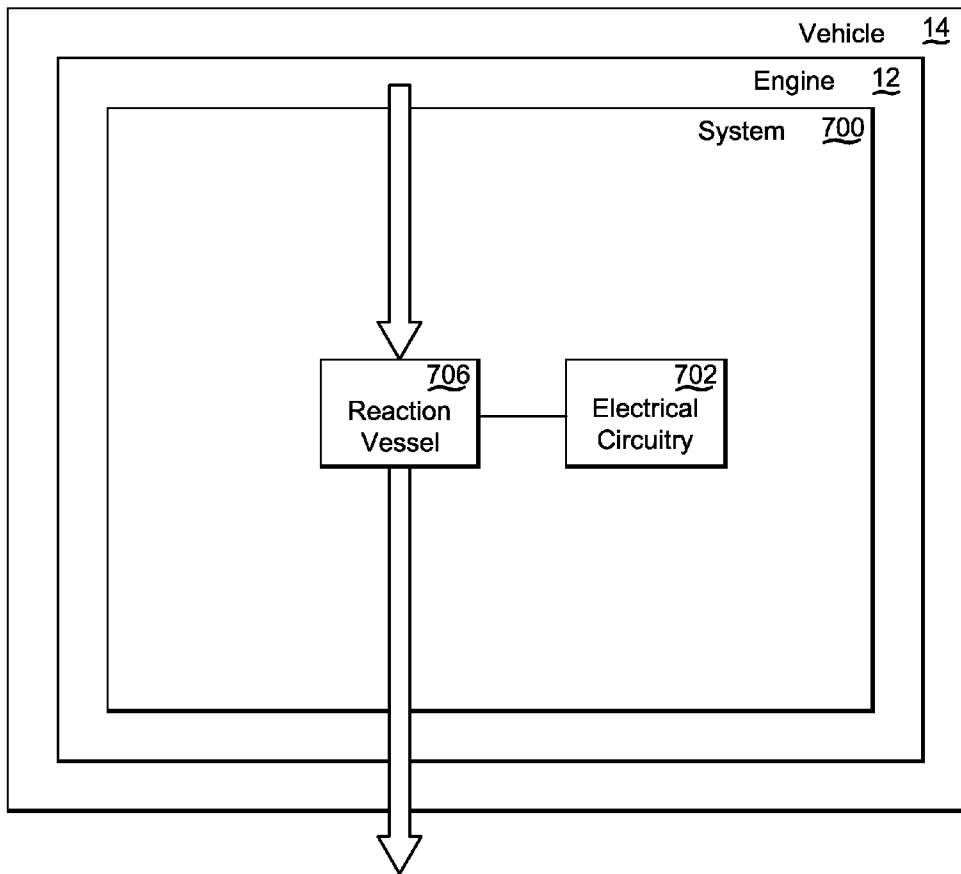 Vehicle 14
Engine 12
System 700
706
Reaction
Vessel
702
Electrical
Circuitry